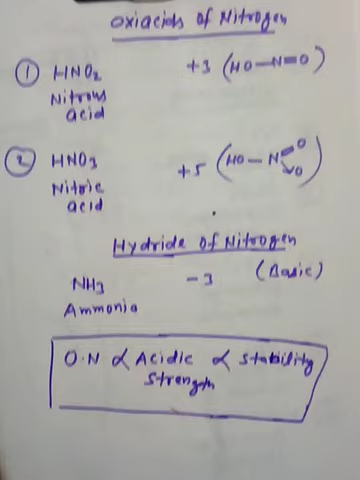 Oxiacids of Nitrogen
① HNO₂ +3 (HO—N=O)
Nitrous
acid
② HNO₃ +5 (HO—N=O
↘O)
Nitric
acid
Hydride of Nitrogen
NH₃ −3 (Basic)
Ammonia
O.N ∝ Acidic ∝ stability
strength